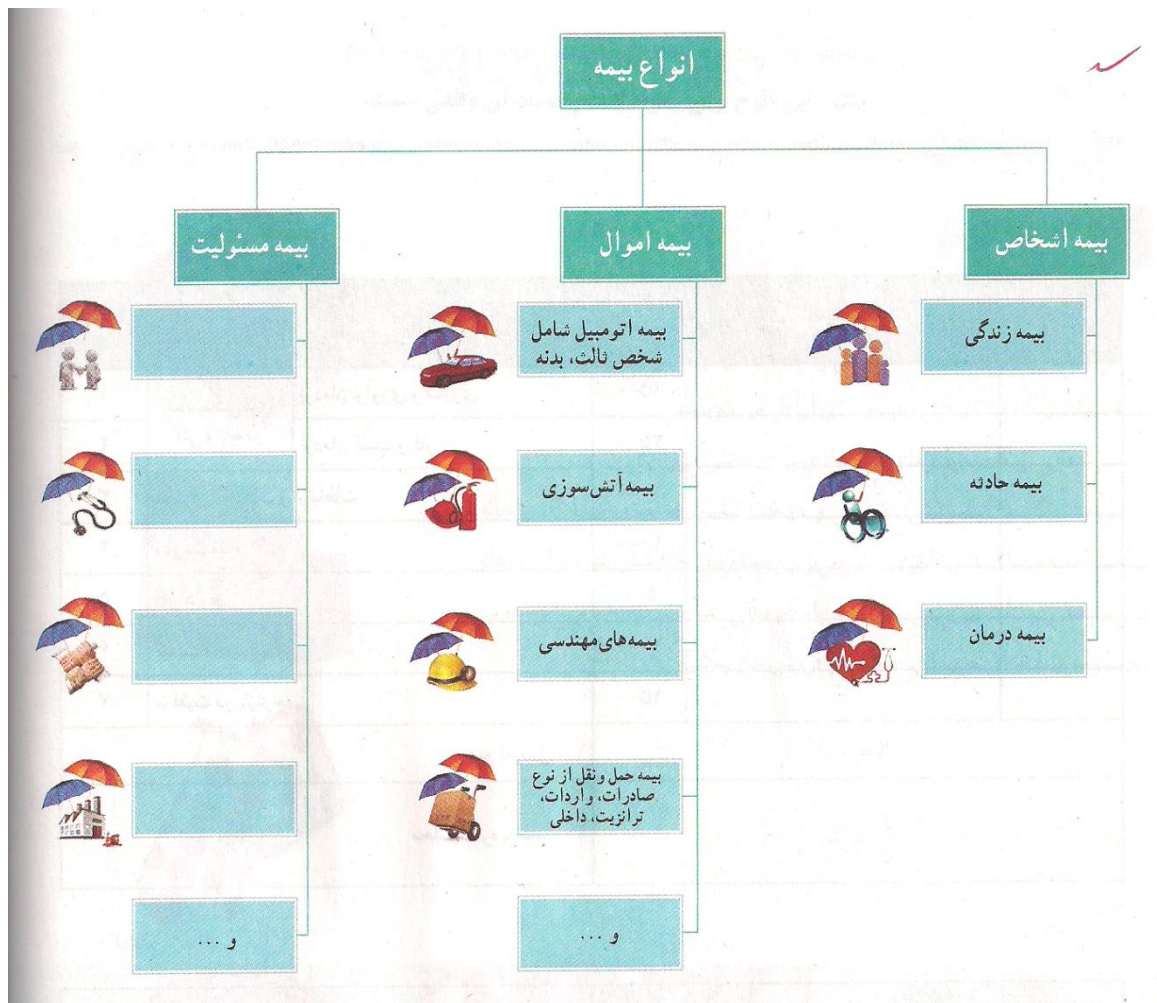 انواع بیمه
بیمه اشخاص
بیمه اموال
بیمه مسئولیت
بیمه زندگی
بیمه حادثه
بیمه درمان
بیمه اتومبیل شامل
شخص ثالث، بدنه
بیمه آتش‌سوزی
بیمه‌های مهندسی
بیمه حمل ونقل از نوع
صادرات، واردات،
ترانزیت، داخلی
و ...
و ...